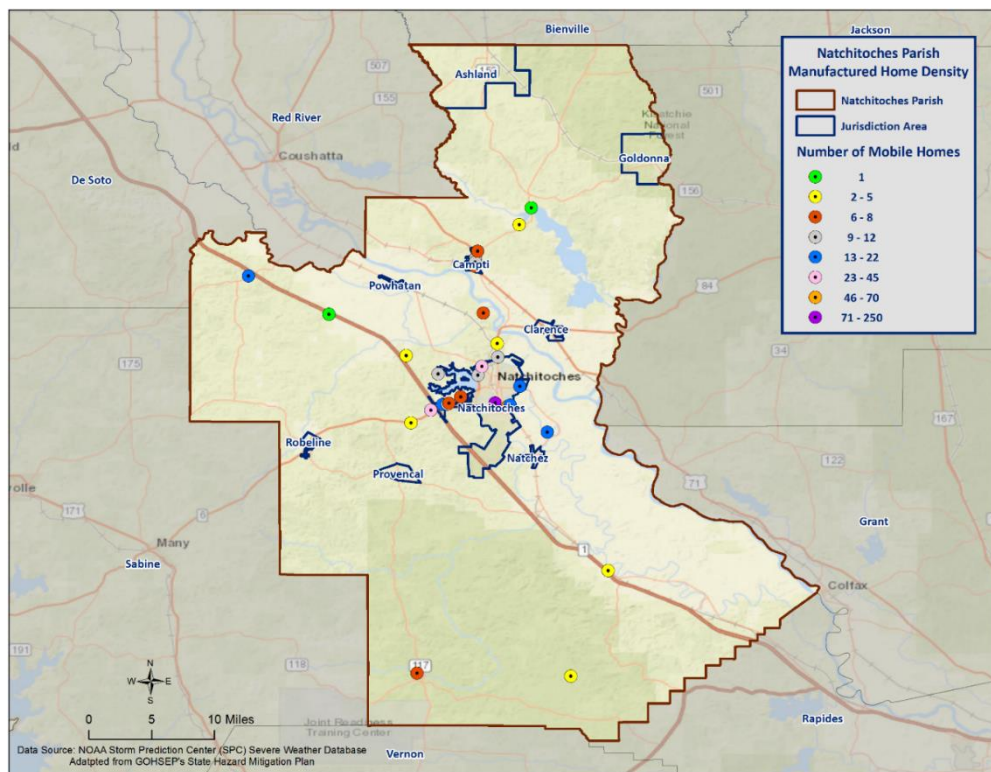 Bienville
Jackson
Natchitoches Parish
Manufactured Home Density
Natchitoches Parish
Jurisdiction Area
Number of Mobile Homes
1
2 - 5
6 - 8
9 - 12
13 - 22
23 - 45
46 - 70
71 - 250
507
155
Ashland
155
501
National
Forest
Red River
Coushatta
Goldonna
De Soto
156
Campti
Powhatan
84
Clarence
34
175
Natchitoches
Natchitoches
167
Robeline
Provencal
Natchez
122
71
171
6
Many
Grant
Sabine
1
Colfax
191
118
117
N
W E
S
0 5 10 Miles
Joint Readiness
Training Center
Rapides
Vernon
Data Source: NOAA Storm Prediction Center (SPC) Severe Weather Database
Adatpted from GOHSEP's State Hazard Mitigation Plan